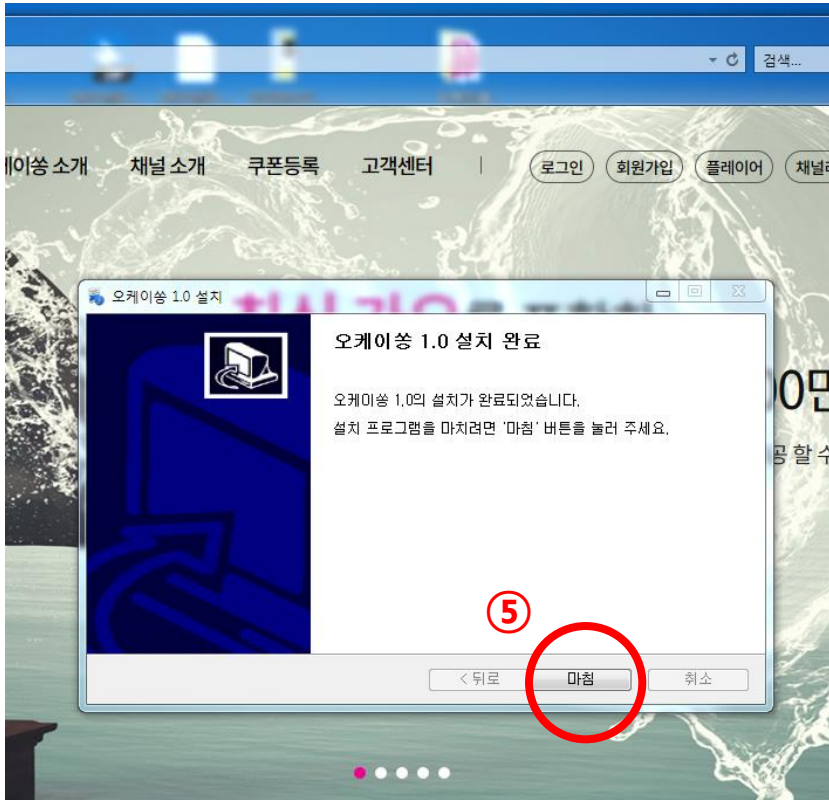 검색...
이쏭 소개 채널 소개 쿠폰등록 고객센터 | 로그인 회원가입 플레이어
오케이쏭 1.0 설치
오케이쏭 1.0 설치 완료
오케이쏭 1.0의 설치가 완료되었습니다.
설치 프로그램을 마치려면 '마침' 버튼을 눌러 주세요.
공할수
⑤
< 뒤로 마침 취소